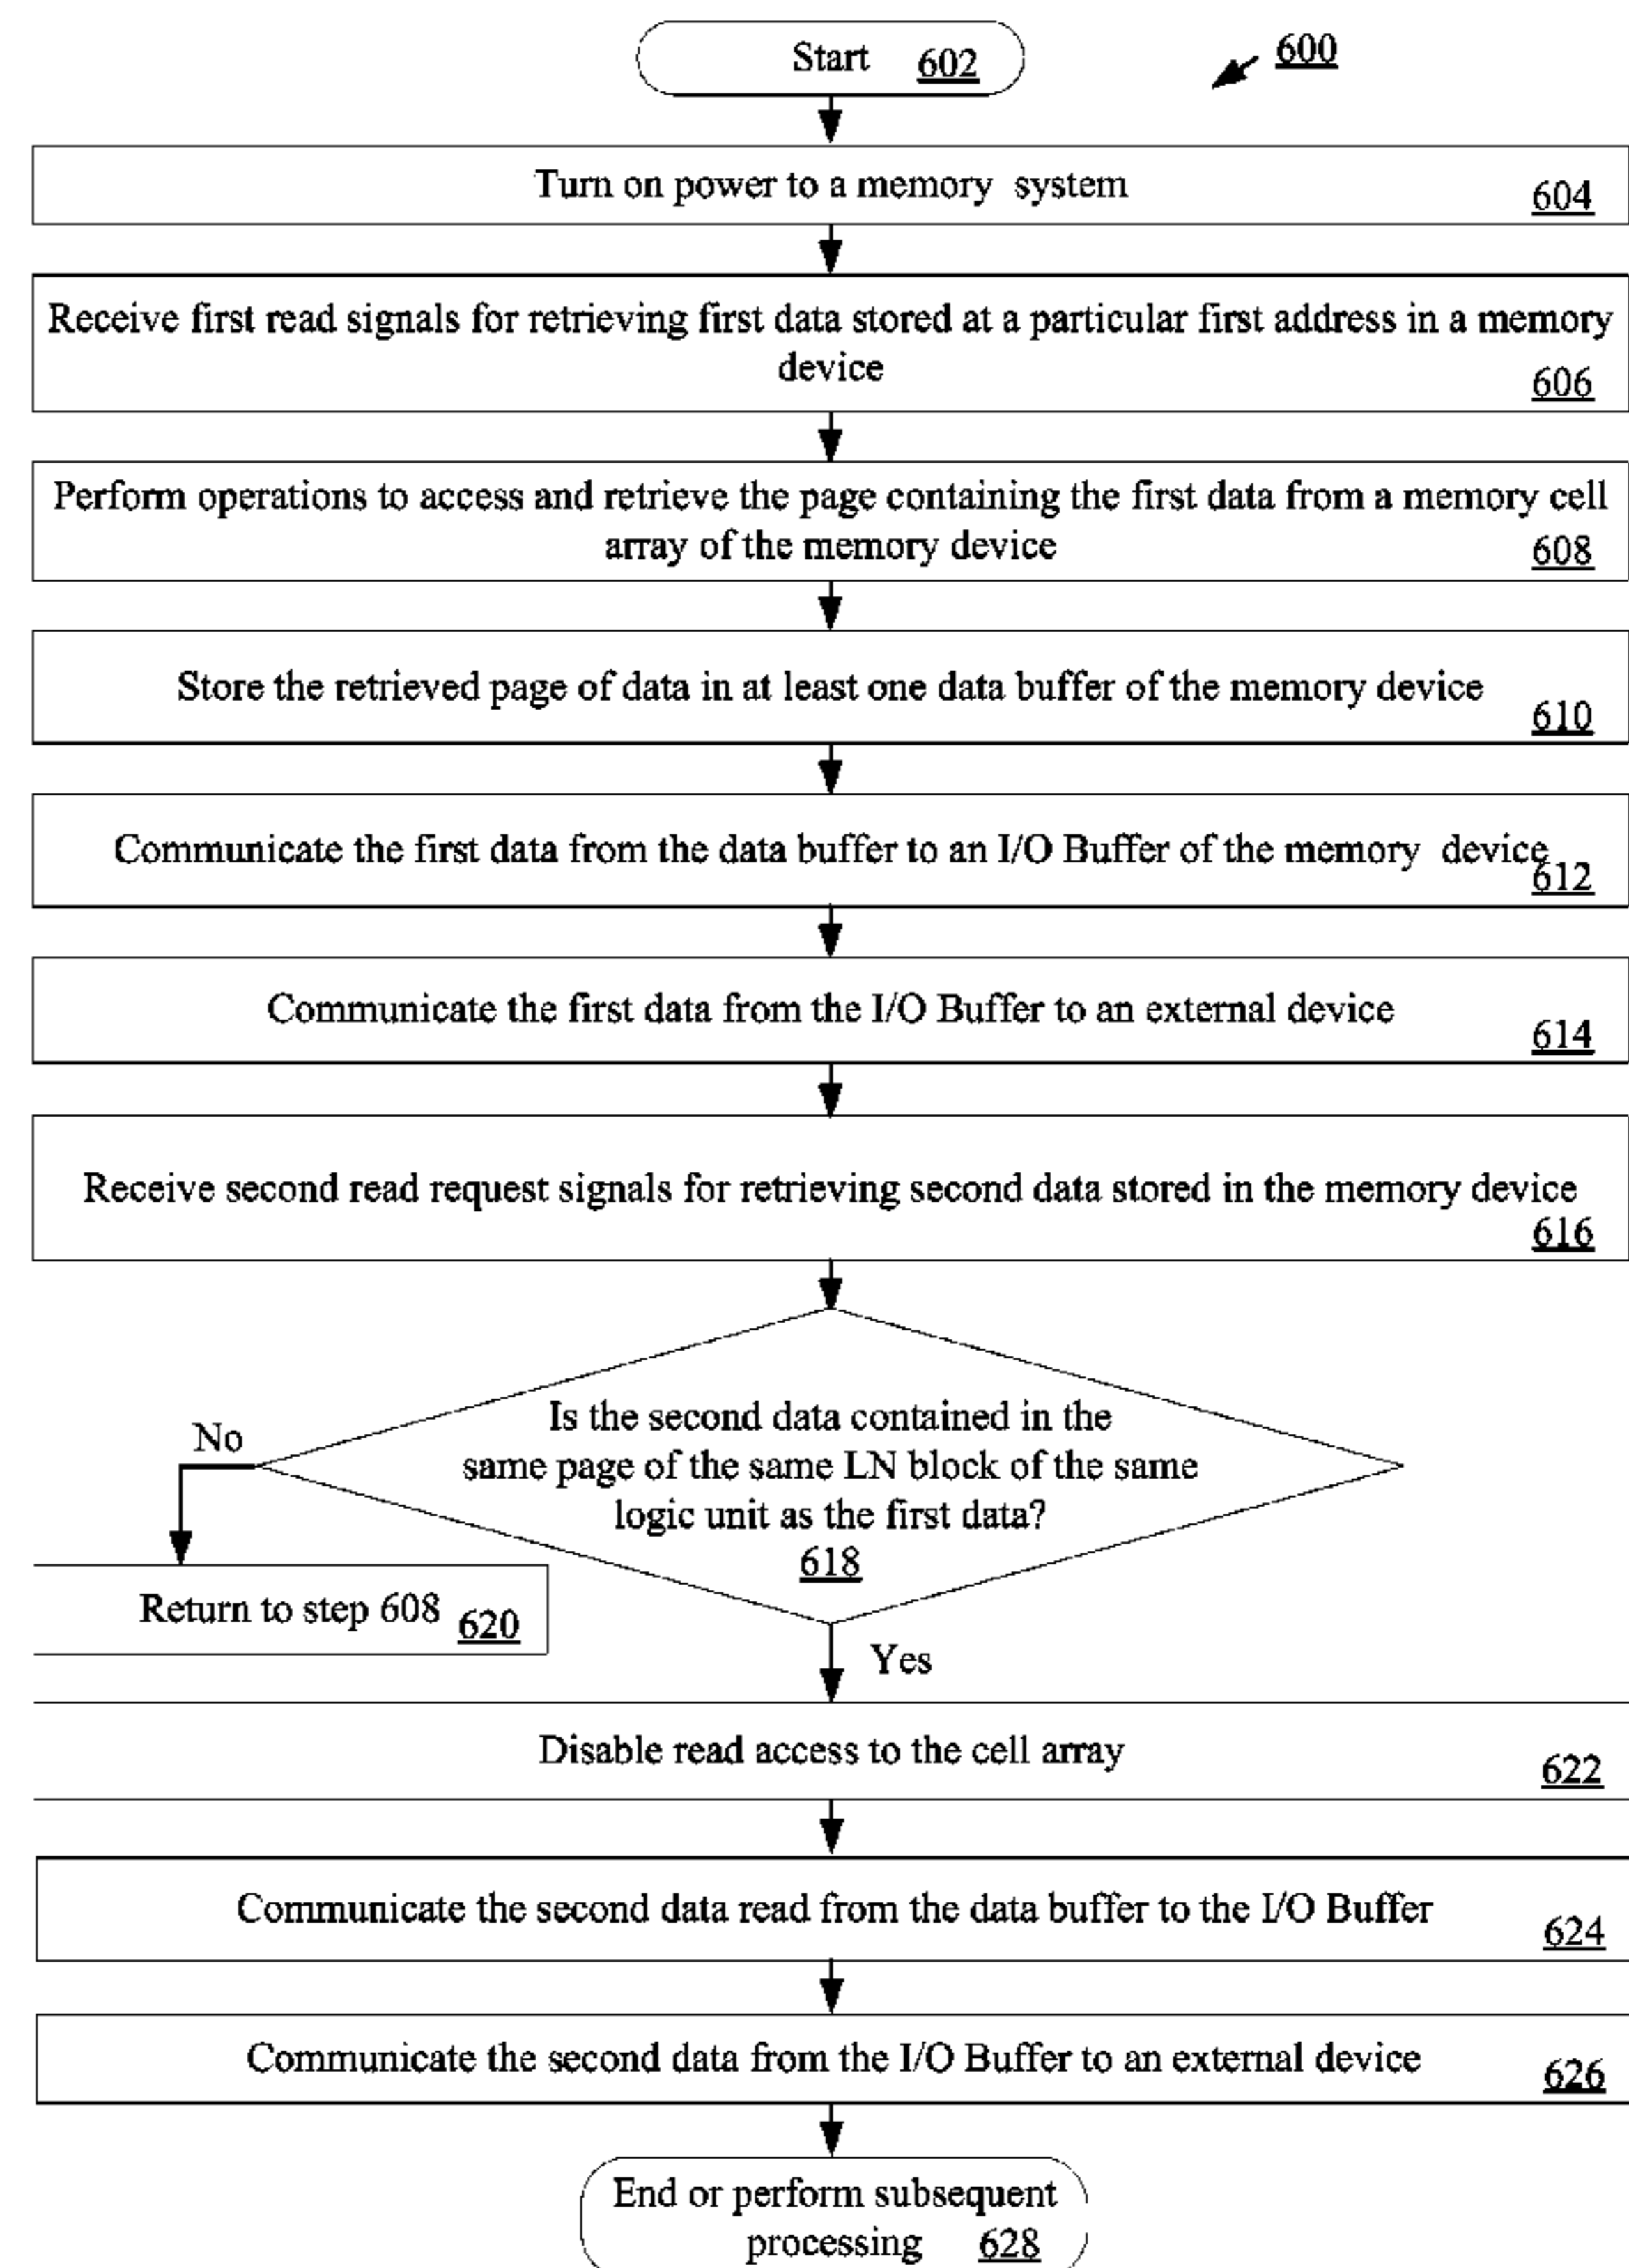 Start 602
600
Turn on power to a memory system
604
Receive first read signals for retrieving first data stored at a particular first address in a memory
device
606
Perform operations to access and retrieve the page containing the first data from a memory cell
array of the memory device
608
Store the retrieved page of data in at least one data buffer of the memory device
610
Communicate the first data from the data buffer to an I/O Buffer of the memory device
612
Communicate the first data from the I/O Buffer to an external device
614
Receive second read request signals for retrieving second data stored in the memory device
616
Is the second data contained in the
same page of the same LN block of the same
logic unit as the first data?
618
No
Return to step 608 620
Yes
Disable read access to the cell array
622
Communicate the second data read from the data buffer to the I/O Buffer
624
Communicate the second data from the I/O Buffer to an external device
626
End or perform subsequent
processing 628